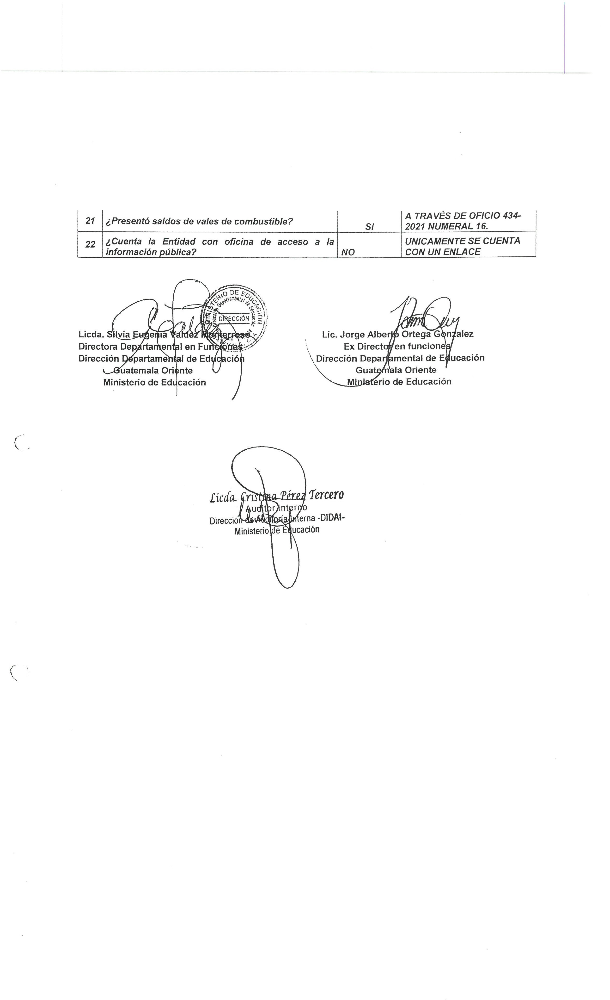 21 ¿Presentó saldos de vales de combustible? SI A TRAVÉS DE OFICIO 434-
2021 NUMERAL 16.
22 ¿Cuenta la Entidad con oficina de acceso a la
información pública? NO UNICAMENTE SE CUENTA
CON UN ENLACE
MINISTERIO DE EDUCACIÓN
Dirección Departamental de Educación
DIRECCIÓN
Licda. Silvia Eugenia Valdez Monterroso
Directora Departamental en Funciones
Dirección Departamental de Educación
Guatemala Oriente
Ministerio de Educación
Lic. Jorge Alberto Ortega Gonzalez
Ex Director en funciones
Dirección Departamental de Educación
Guatemala Oriente
Ministerio de Educación
Licda. Cristina Pérez Tercero
Auditor Interno
Dirección de Auditoria Interna -DIDAI-
Ministerio de Educación